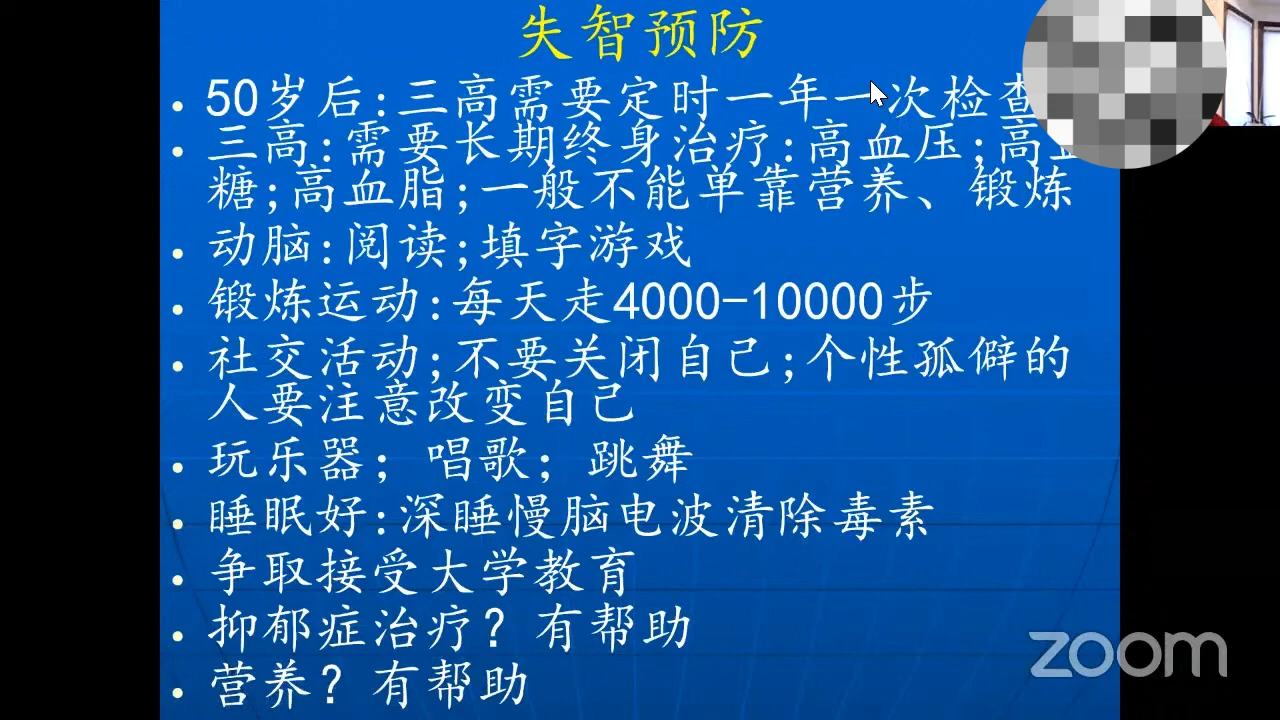 失智预防
• 50岁后:三高需要定时一年一次检查
• 三高:需要长期终身治疗:高血压;高
糖;高血脂;一般不能单靠营养、锻炼
• 动脑:阅读;填字游戏
• 锻炼运动:每天走4000-10000步
• 社交活动;不要关闭自己;个性孤僻的
人要注意改变自己
• 玩乐器；唱歌；跳舞
• 睡眠好:深睡慢脑电波清除毒素
• 争取接受大学教育
• 抑郁症治疗？有帮助
• 营养？有帮助
zoom